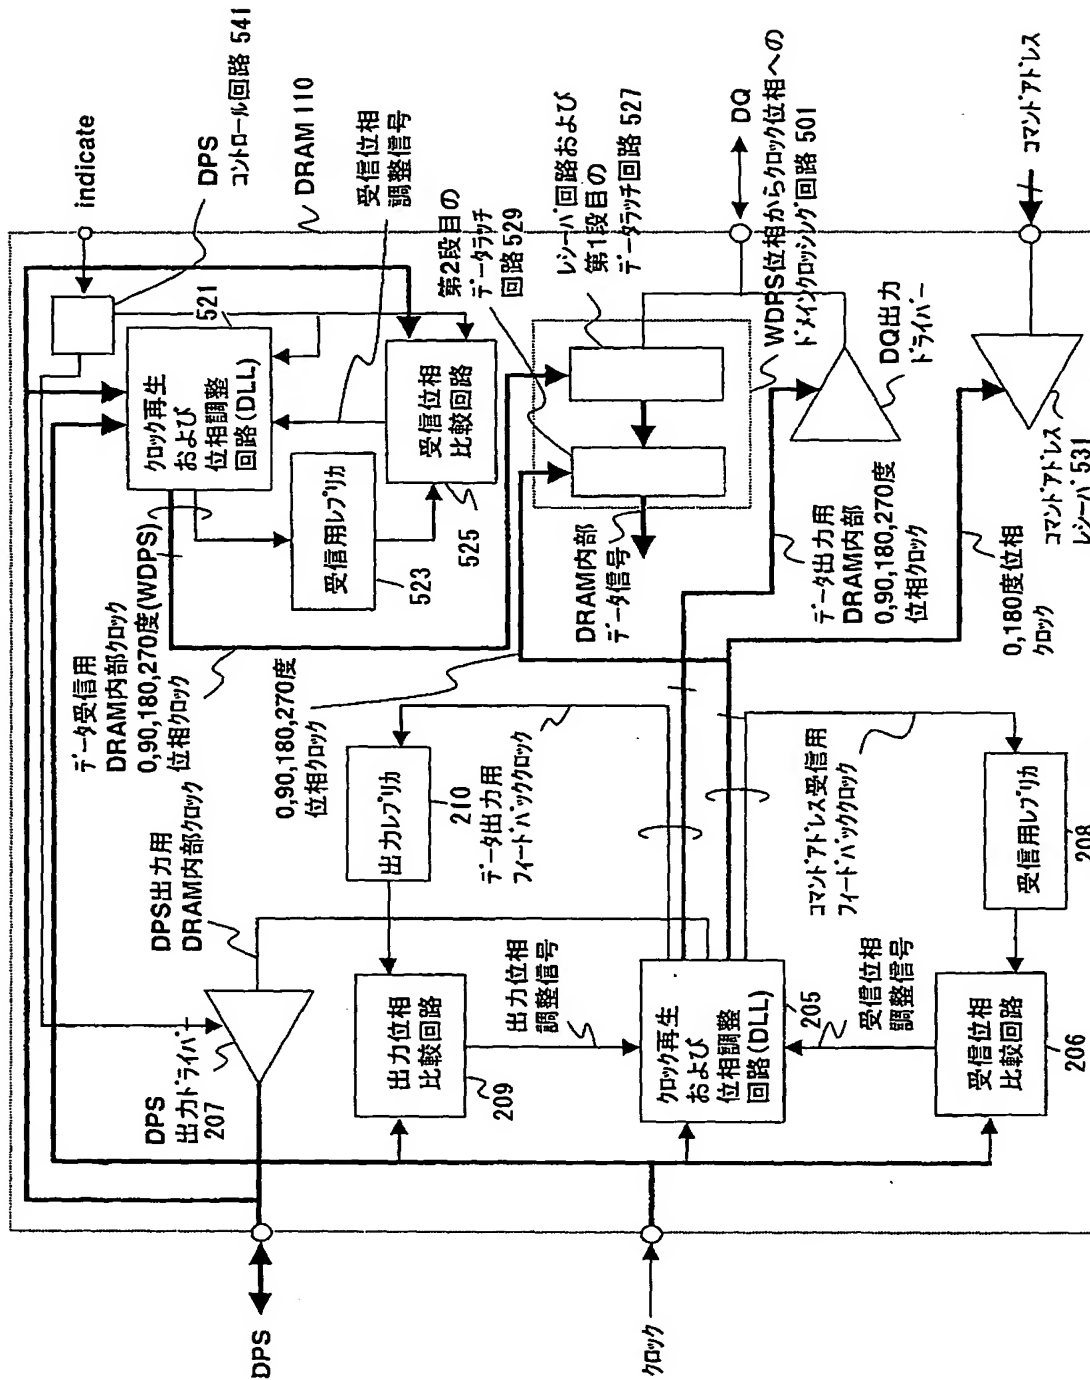 indicate
DPS
コントロール回路 541
DRAM 110
受信位相
調整信号
521
クロック再生
および
位相調整
回路(DLL)
受信用レプリカ
523
受信位相
比較回路
525
第2段目の
データラッチ
回路 529
レシーバ回路および
第1段目の
データラッチ回路 527
DQ
WDPS位相からクロック位相への
ドメインクロッシング回路 501
DQ出力
ドライバー
コマンドアドレス
コマンドアドレス
レシーバ 531
データ受信用
DRAM内部クロック
0,90,180,270度(WDPS)
位相クロック
0,90,180,270度
位相クロック
DRAM内部
データ信号
データ出力用
DRAM内部
0,90,180,270度
位相クロック
0,180度位相
クロック
DPS出力用
DRAM内部クロック
出力レプリカ
210
データ出力用
フィードバッククロック
コマンドアドレス受信用
フィードバッククロック
受信用レプリカ
208
DPS
出力ドライバー
207
出力位相
比較回路
209
出力位相
調整信号
クロック再生
および
位相調整
回路(DLL)
205
受信位相
調整信号
受信位相
比較回路
206
DPS
クロック